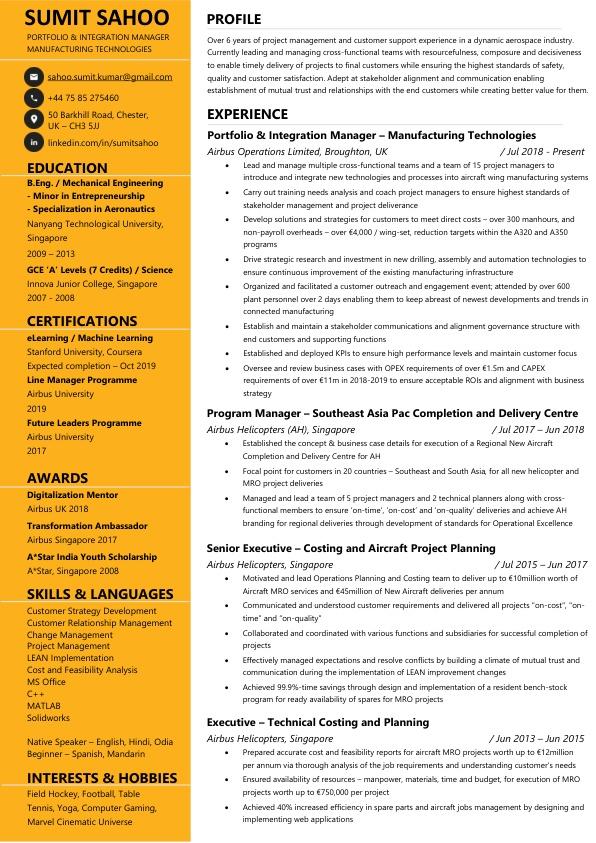 SUMIT SAHOO
PORTFOLIO & INTEGRATION MANAGER
MANUFACTURING TECHNOLOGIES
sahoo.sumit.kumar@gmail.com
+44 75 85 275460
50 Barkhill Road, Chester,
UK – CH3 5JJ
linkedin.com/in/sumitsahoo
EDUCATION
B.Eng. / Mechanical Engineering
- Minor in Entrepreneurship
- Specialization in Aeronautics
Nanyang Technological University,
Singapore
2009 – 2013
GCE 'A' Levels (7 Credits) / Science
Innova Junior College, Singapore
2007 - 2008
CERTIFICATIONS
eLearning / Machine Learning
Stanford University, Coursera
Expected completion – Oct 2019
Line Manager Programme
Airbus University
2019
Future Leaders Programme
Airbus University
2017
AWARDS
Digitalization Mentor
Airbus UK 2018
Transformation Ambassador
Airbus Singapore 2017
A*Star India Youth Scholarship
A*Star, Singapore 2008
SKILLS & LANGUAGES
Customer Strategy Development
Customer Relationship Management
Change Management
Project Management
LEAN Implementation
Cost and Feasibility Analysis
MS Office
C++
MATLAB
Solidworks
Native Speaker – English, Hindi, Odia
Beginner – Spanish, Mandarin
INTERESTS & HOBBIES
Field Hockey, Football, Table
Tennis, Yoga, Computer Gaming,
Marvel Cinematic Universe
PROFILE
Over 6 years of project management and customer support experience in a dynamic aerospace industry.
Currently leading and managing cross-functional teams with resourcefulness, composure and decisiveness
to enable timely delivery of projects to final customers while ensuring the highest standards of safety,
quality and customer satisfaction. Adept at stakeholder alignment and communication enabling
establishment of mutual trust and relationships with the end customers while creating better value for them.
EXPERIENCE
Portfolio & Integration Manager – Manufacturing Technologies
Airbus Operations Limited, Broughton, UK / Jul 2018 - Present
• Lead and manage multiple cross-functional teams and a team of 15 project managers to
introduce and integrate new technologies and processes into aircraft wing manufacturing systems
• Carry out training needs analysis and coach project managers to ensure highest standards of
stakeholder management and project deliverance
• Develop solutions and strategies for customers to meet direct costs – over 300 manhours, and
non-payroll overheads – over €4,000 / wing-set, reduction targets within the A320 and A350
programs
• Drive strategic research and investment in new drilling, assembly and automation technologies to
ensure continuous improvement of the existing manufacturing infrastructure
• Organized and facilitated a customer outreach and engagement event; attended by over 600
plant personnel over 2 days enabling them to keep abreast of newest developments and trends in
connected manufacturing
• Establish and maintain a stakeholder communications and alignment governance structure with
end customers and supporting functions
• Established and deployed KPIs to ensure high performance levels and maintain customer focus
• Oversee and review business cases with OPEX requirements of over €1.5m and CAPEX
requirements of over €11m in 2018-2019 to ensure acceptable ROIs and alignment with business
strategy
Program Manager – Southeast Asia Pac Completion and Delivery Centre
Airbus Helicopters (AH), Singapore / Jul 2017 – Jun 2018
• Established the concept & business case details for execution of a Regional New Aircraft
Completion and Delivery Centre for AH
• Focal point for customers in 20 countries – Southeast and South Asia, for all new helicopter and
MRO project deliveries
• Managed and lead a team of 5 project managers and 2 technical planners along with cross-
functional members to ensure 'on-time', 'on-cost' and 'on-quality' deliveries and achieve AH
branding for regional deliveries through development of standards for Operational Excellence
Senior Executive – Costing and Aircraft Project Planning
Airbus Helicopters, Singapore / Jul 2015 – Jun 2017
• Motivated and lead Operations Planning and Costing team to deliver up to €10million worth of
Aircraft MRO services and €45million of New Aircraft deliveries per annum
• Communicated and understood customer requirements and delivered all projects "on-cost", "on-
time" and "on-quality"
• Collaborated and coordinated with various functions and subsidiaries for successful completion of
projects
• Effectively managed expectations and resolve conflicts by building a climate of mutual trust and
communication during the implementation of LEAN improvement changes
• Achieved 99.9%-time savings through design and implementation of a resident bench-stock
program for ready availability of spares for MRO projects
Executive – Technical Costing and Planning
Airbus Helicopters, Singapore / Jun 2013 – Jun 2015
• Prepared accurate cost and feasibility reports for aircraft MRO projects worth up to €12million
per annum via thorough analysis of the job requirements and understanding customer's needs
• Ensured availability of resources – manpower, materials, time and budget, for execution of MRO
projects worth up to €750,000 per project
• Achieved 40% increased efficiency in spare parts and aircraft jobs management by designing and
implementing web applications